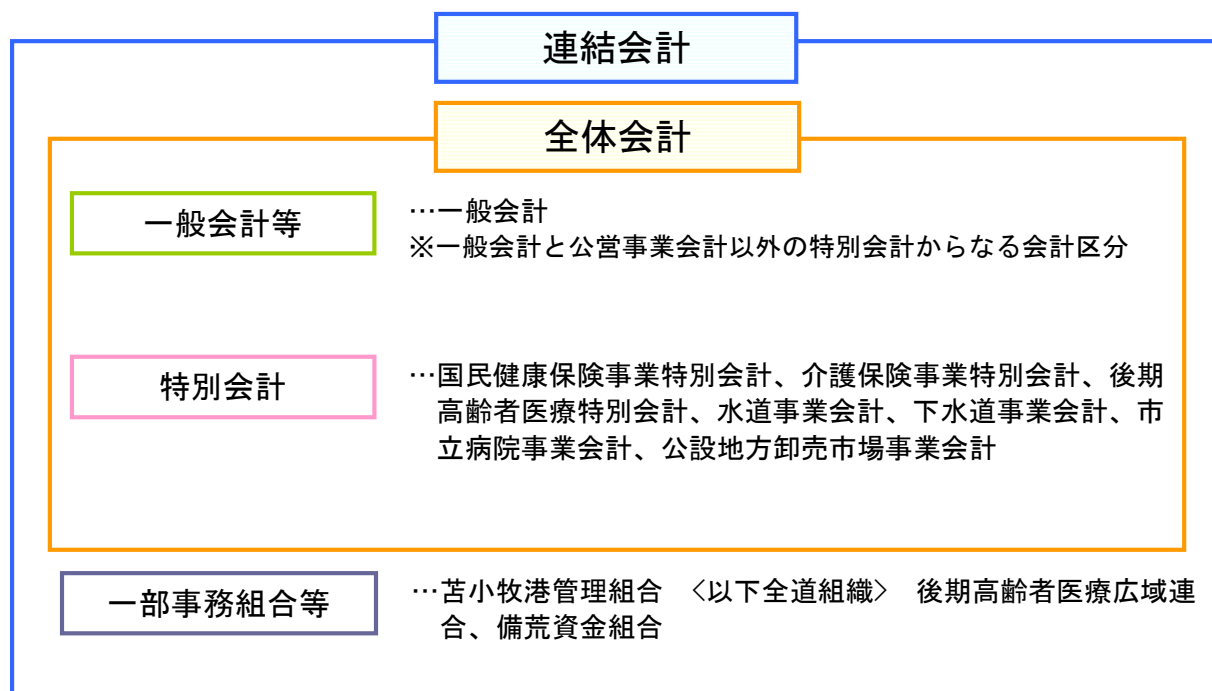 連結会計
全体会計
一般会計等
…一般会計
※一般会計と公営事業会計以外の特別会計からなる会計区分
特別会計
…国民健康保険事業特別会計、介護保険事業特別会計、後期
高齢者医療特別会計、水道事業会計、下水道事業会計、市
立病院事業会計、公設地方卸売市場事業会計
一部事務組合等
…苫小牧港管理組合　〈以下全道組織〉　後期高齢者医療広域連
合、備荒資金組合